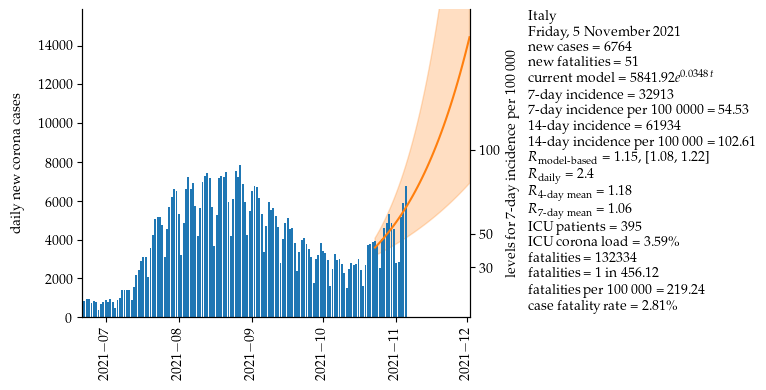 14000
12000
10000
8000
6000
4000
2000
0
daily new corona cases
2021−07
2021−08
2021−09
2021−10
2021−11
2021−12
100
50
30
levels for 7-day incidence per 100 000
Italy
Friday, 5 November 2021
new cases = 6764
new fatalities = 51
current model = 5841.92e^0.0348 t
7-day incidence = 32913
7-day incidence per 100 0000 = 54.53
14-day incidence = 61934
14-day incidence per 100 000 = 102.61
R model-based = 1.15, [1.08, 1.22]
R daily = 2.4
R 4-day mean = 1.18
R 7-day mean = 1.06
ICU patients = 395
ICU corona load = 3.59%
fatalities = 132334
fatalities = 1 in 456.12
fatalities per 100 000 = 219.24
case fatality rate = 2.81%